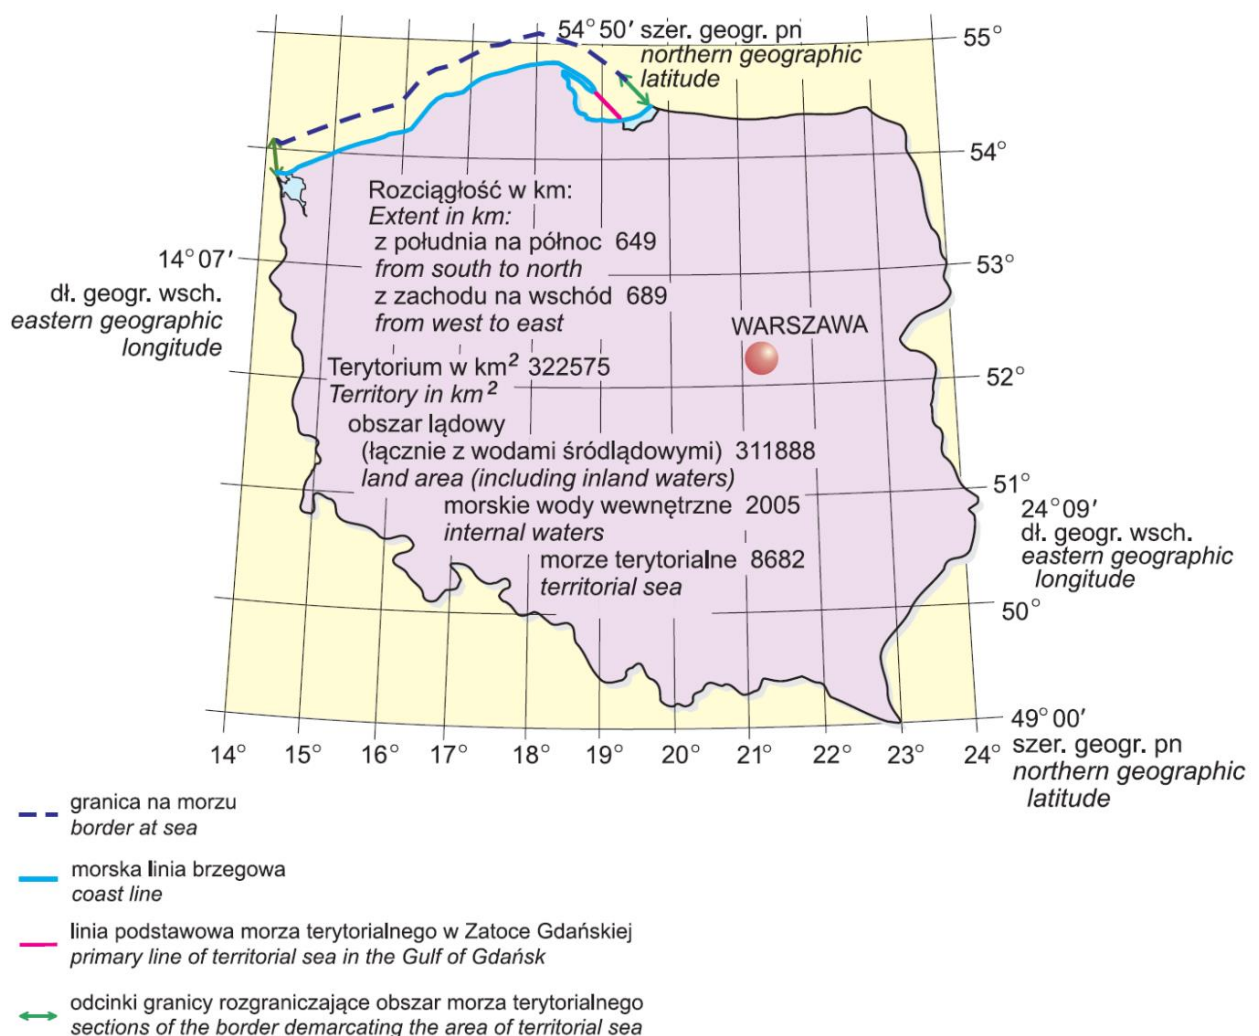 54°50′ szer. geogr. pn
northern geographic
latitude
55°
54°
Rozciągłość w km:
Extent in km:
z południa na północ 649
from south to north
z zachodu na wschód 689
from west to east
14°07′
dł. geogr. wsch.
eastern geographic
longitude
53°
WARSZAWA
Terytorium w km² 322575
Territory in km²
52°
obszar lądowy
(łącznie z wodami śródlądowymi) 311888
land area (including inland waters)
morskie wody wewnętrzne 2005
internal waters
morze terytorialne 8682
territorial sea
51°
24°09′
dł. geogr. wsch.
eastern geographic
longitude
50°
49°00′
szer. geogr. pn
northern geographic
latitude
14° 15° 16° 17° 18° 19° 20° 21° 22° 23° 24°
granica na morzu
border at sea
morska linia brzegowa
coast line
linia podstawowa morza terytorialnego w Zatoce Gdańskiej
primary line of territorial sea in the Gulf of Gdańsk
odcinki granicy rozgraniczające obszar morza terytorialnego
sections of the border demarcating the area of territorial sea